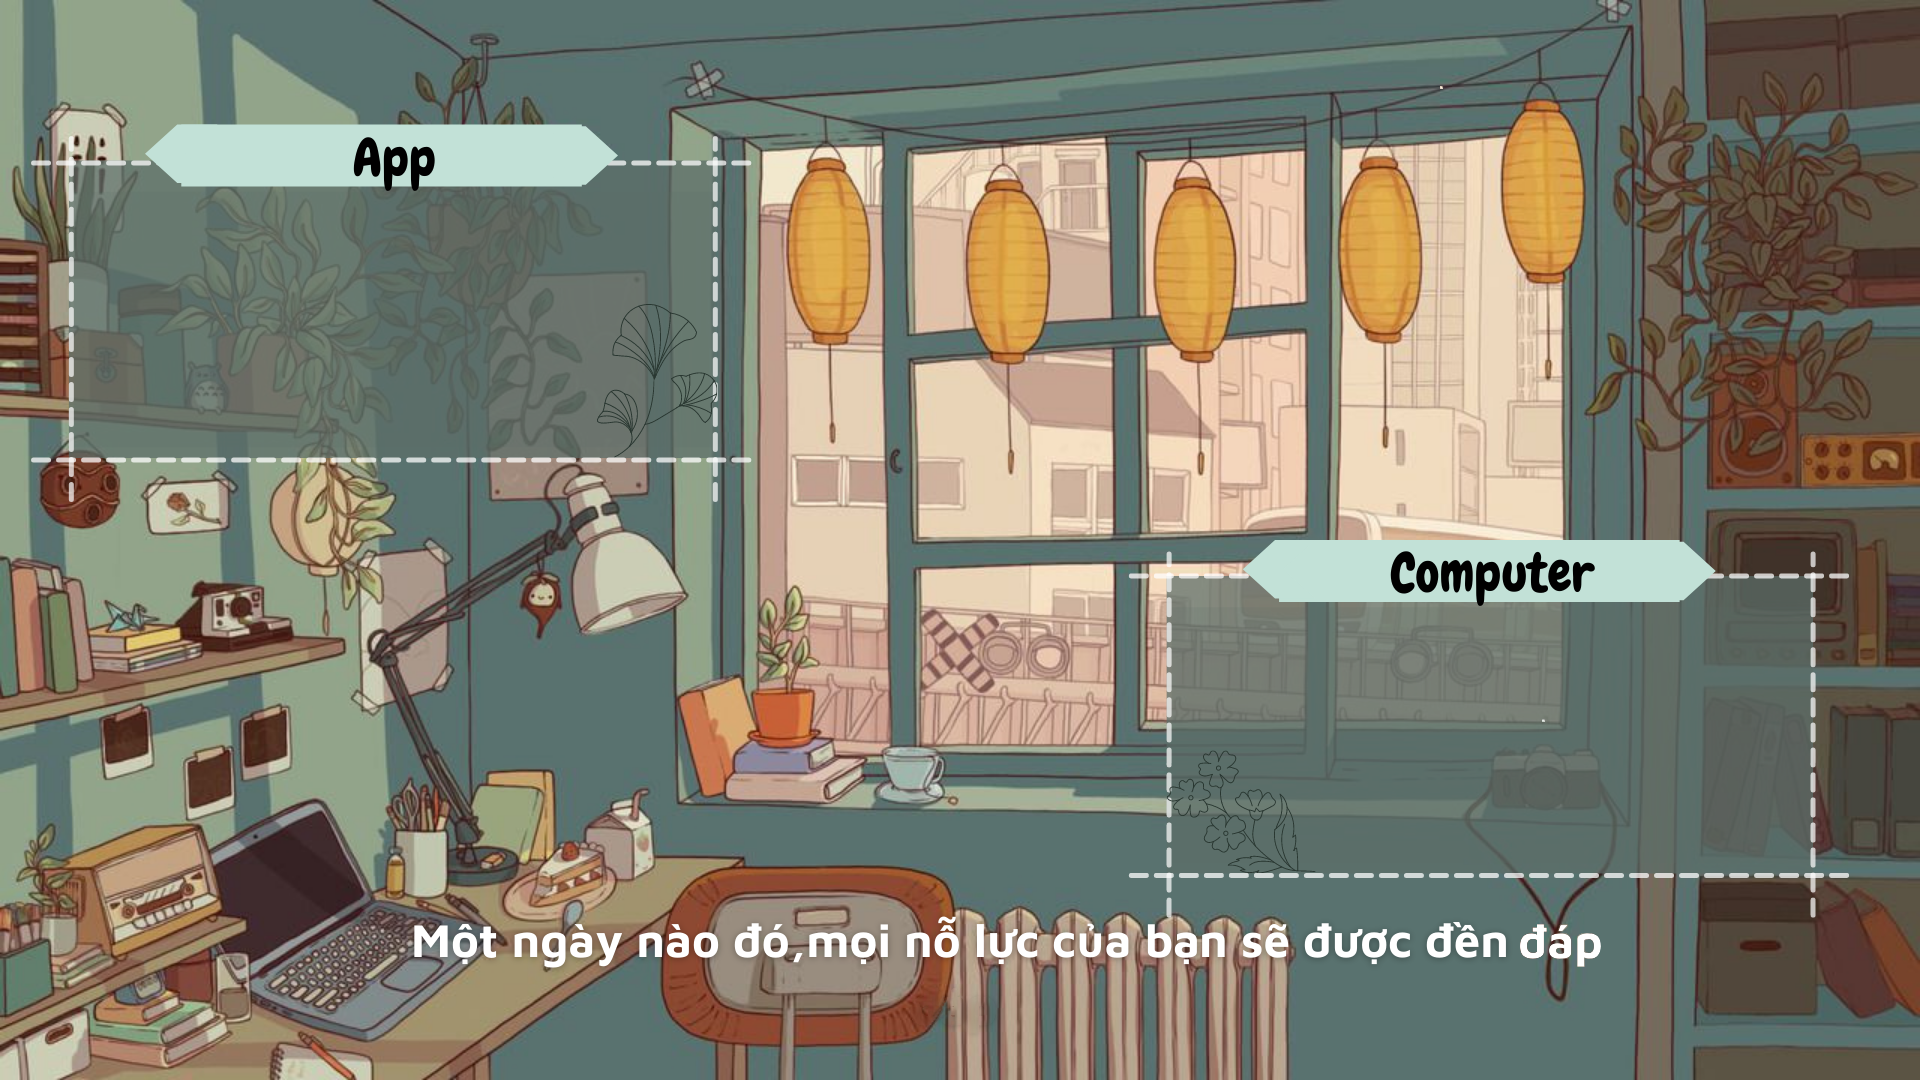 App
Computer
Một ngày nào đó,mọi nỗ lực của bạn sẽ được đền đáp